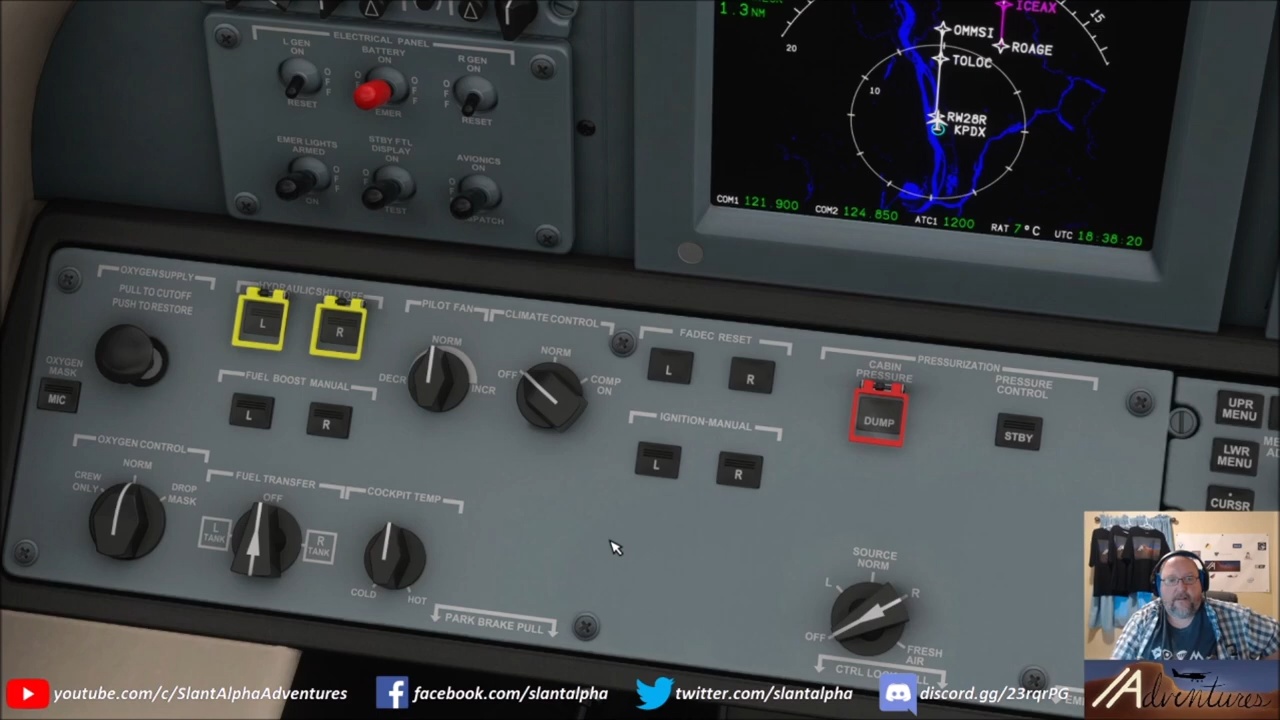 1.3 NM
20
15
10
ICEAX
OMMSI
ROAGE
TOLOC
RW28R
KPDX
COM1 121.900 COM2 124.850 ATC1 1200 RAT 7°C UTC 18:38:20
ELECTRICAL PANEL
L GEN
ON
OFF
RESET
BATTERY
ON
OFF
EMER
R GEN
ON
OFF
RESET
EMER LIGHTS
ARMED
OFF
ON
STBY FTL
DISPLAY
ON
OFF
TEST
AVIONICS
ON
OFF
OXYGEN SUPPLY
PULL TO CUTOFF
PUSH TO RESTORE
OXYGEN
MASK
MIC
HYDRAULIC SHUTOFF
L R
FUEL BOOST MANUAL
L R
PILOT FAN
NORM
DECR
INCR
CLIMATE CONTROL
NORM
OFF
COMP
ON
FADEC RESET
L R
IGNITION-MANUAL
L R
PRESSURIZATION
CABIN
PRESSURE
DUMP
PRESSURE
CONTROL
STBY
UPR
MENU
LWR
MENU
CURSR
OXYGEN CONTROL
NORM
CREW
ONLY
DROP
MASK
FUEL TRANSFER
OFF
L
TANK
R
TANK
COCKPIT TEMP
COLD
HOT
PARK BRAKE PULL
SOURCE
NORM
L
R
OFF
FRESH
AIR
youtube.com/c/SlantAlphaAdventures
facebook.com/slantalpha
twitter.com/slantalpha
discord.gg/23rqrPG
Adventures